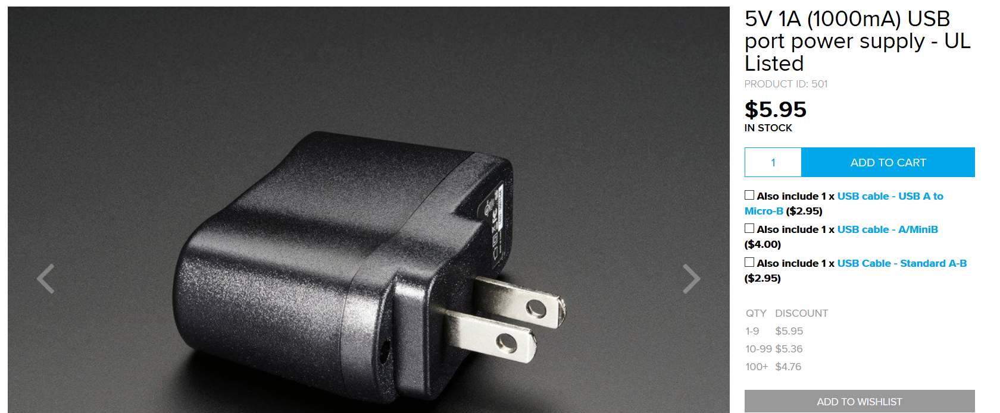 5V 1A (1000mA) USB
port power supply - UL
Listed
PRODUCT ID: 501
$5.95
IN STOCK
1
ADD TO CART
Also include 1 x USB cable - USB A to
Micro-B ($2.95)
Also include 1 x USB cable - A/MiniB
($4.00)
Also include 1 x USB Cable - Standard A-B
($2.95)
QTY DISCOUNT
1-9 $5.95
10-99 $5.36
100+ $4.76
ADD TO WISHLIST